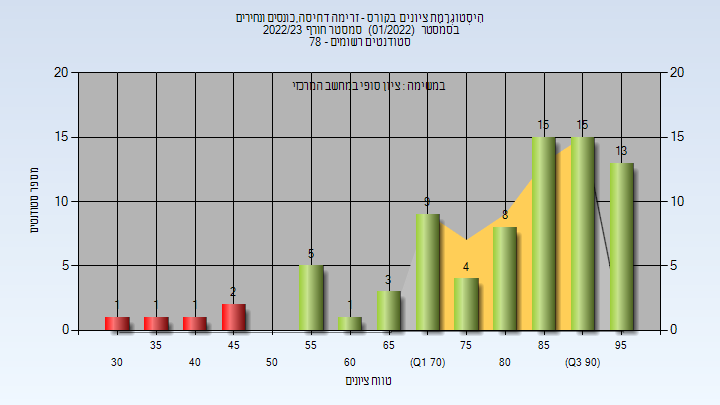 היסטוגרמת ציונים בקורס - זרימה דחיסה,כונסים ונחירים
בסמסטר (01/2022) סמסטר חורף 2022/23
סטודנטים רשומים - 78
במשימה : ציון סופי במחשב המרכזי
מספר סטודנטים
20 20
15 15
10 10
5 5
0 0
1 1 1 2 5 1 3 9 4 8 15 15 13
35 45 55 65 75 85 95
30 40 50 60 (Q1 70) 80 (Q3 90)
טווח ציונים